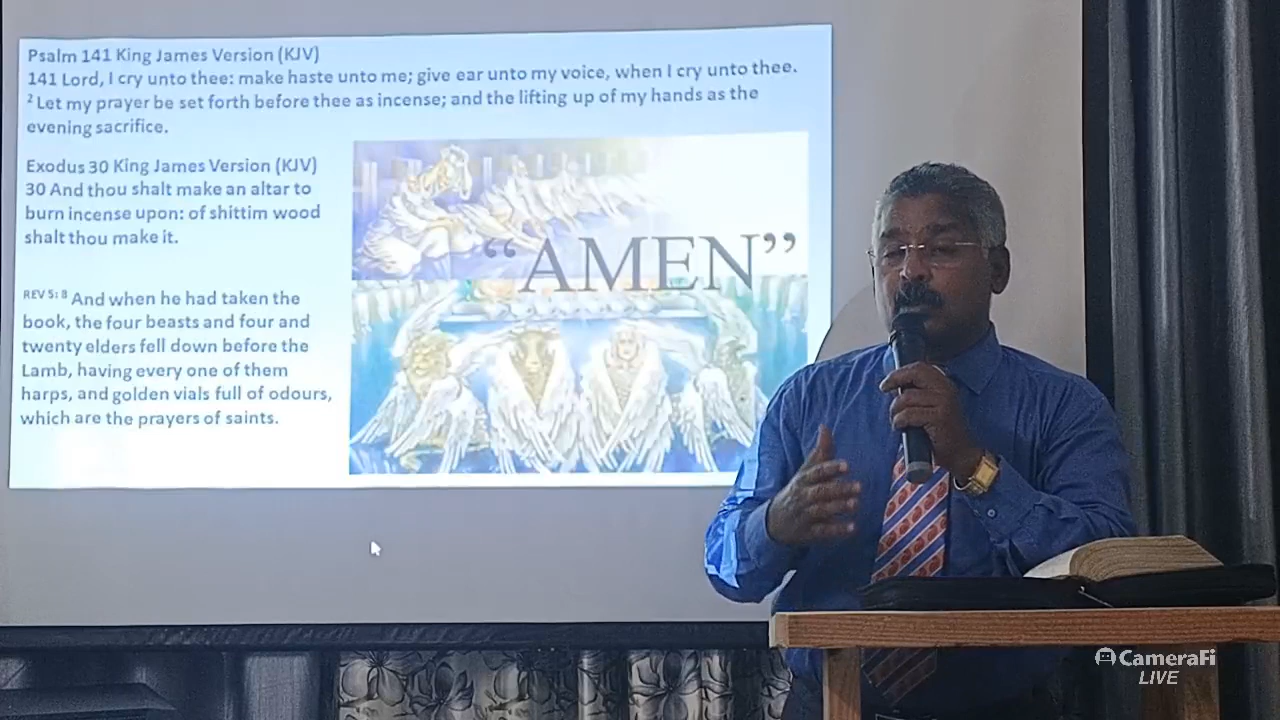 Psalm 141 King James Version (KJV)
141 Lord, I cry unto thee: make haste unto me; give ear unto my voice, when I cry unto thee.
2 Let my prayer be set forth before thee as incense; and the lifting up of my hands as the
evening sacrifice.
Exodus 30 King James Version (KJV)
30 And thou shalt make an altar to
burn incense upon: of shittim wood
shalt thou make it.
REV 5: 8 And when he had taken the
book, the four beasts and four and
twenty elders fell down before the
Lamb, having every one of them
harps, and golden vials full of odours,
which are the prayers of saints.
“AMEN”
CameraFi
LIVE